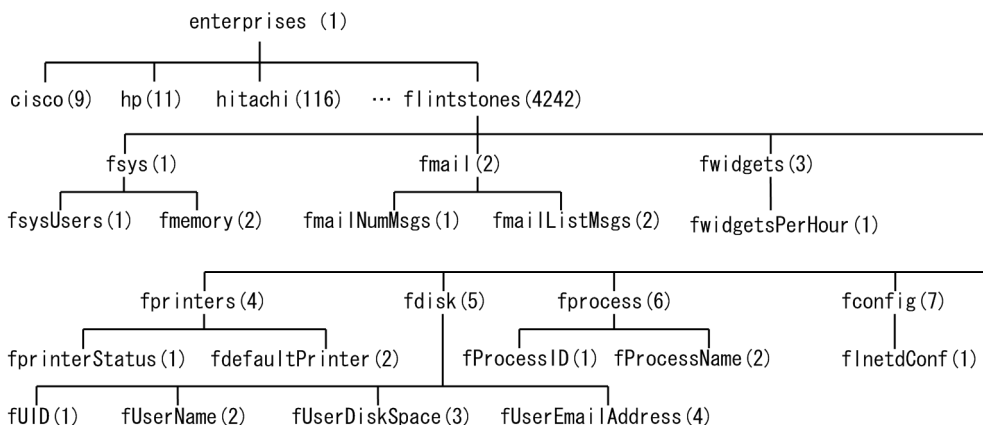 enterprises (1)
cisco(9) hp(11) hitachi(116) … flintstones(4242)
fsys(1) fmail(2) fwidgets(3)
fsysUsers(1) fmemory(2) fmailNumMsgs(1) fmailListMsgs(2) fwidgetsPerHour(1)
fprinters(4) fdisk(5) fprocess(6) fconfig(7)
fprinterStatus(1) fdefaultPrinter(2) fProcessID(1) fProcessName(2) fInetdConf(1)
fUID(1) fUserName(2) fUserDiskSpace(3) fUserEmailAddress(4)